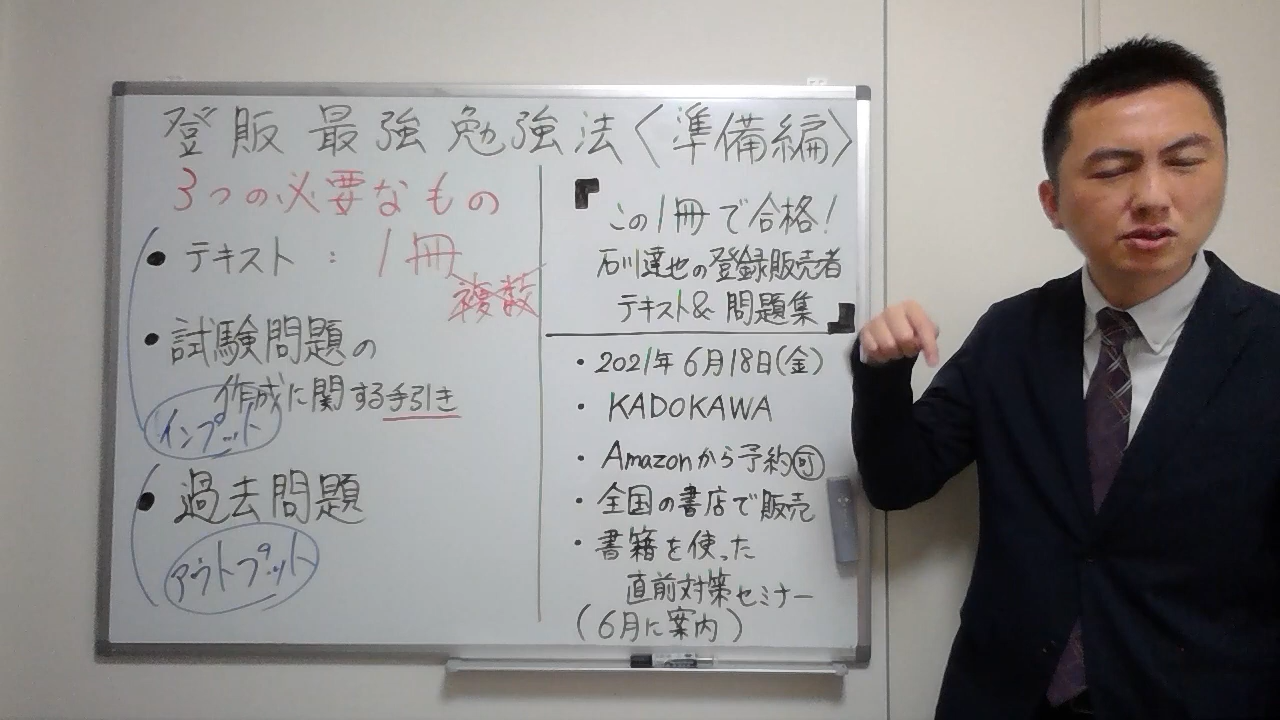 登販 最強 勉強法〈準備編〉
3つの必要なもの
• テキスト : 1冊
複数
• 試験問題の
作成に関する手引き
インプット
• 過去問題
アウトプット
『この1冊で合格!
石川達也の登録販売者
テキスト&問題集』
・2021年6月18日(金)
・KADOKAWA
・Amazonから予約可
・全国の書店で販売
・書籍を使った
直前対策セミナー
(6月に案内)